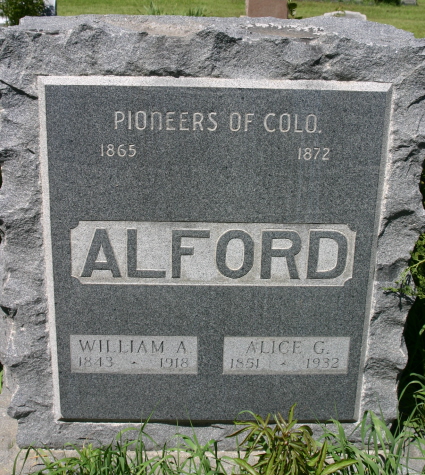 PIONEERS OF COLO.
1865 1872
ALFORD
WILLIAM A. ALICE G.
1843 - 1918 1851 - 1932